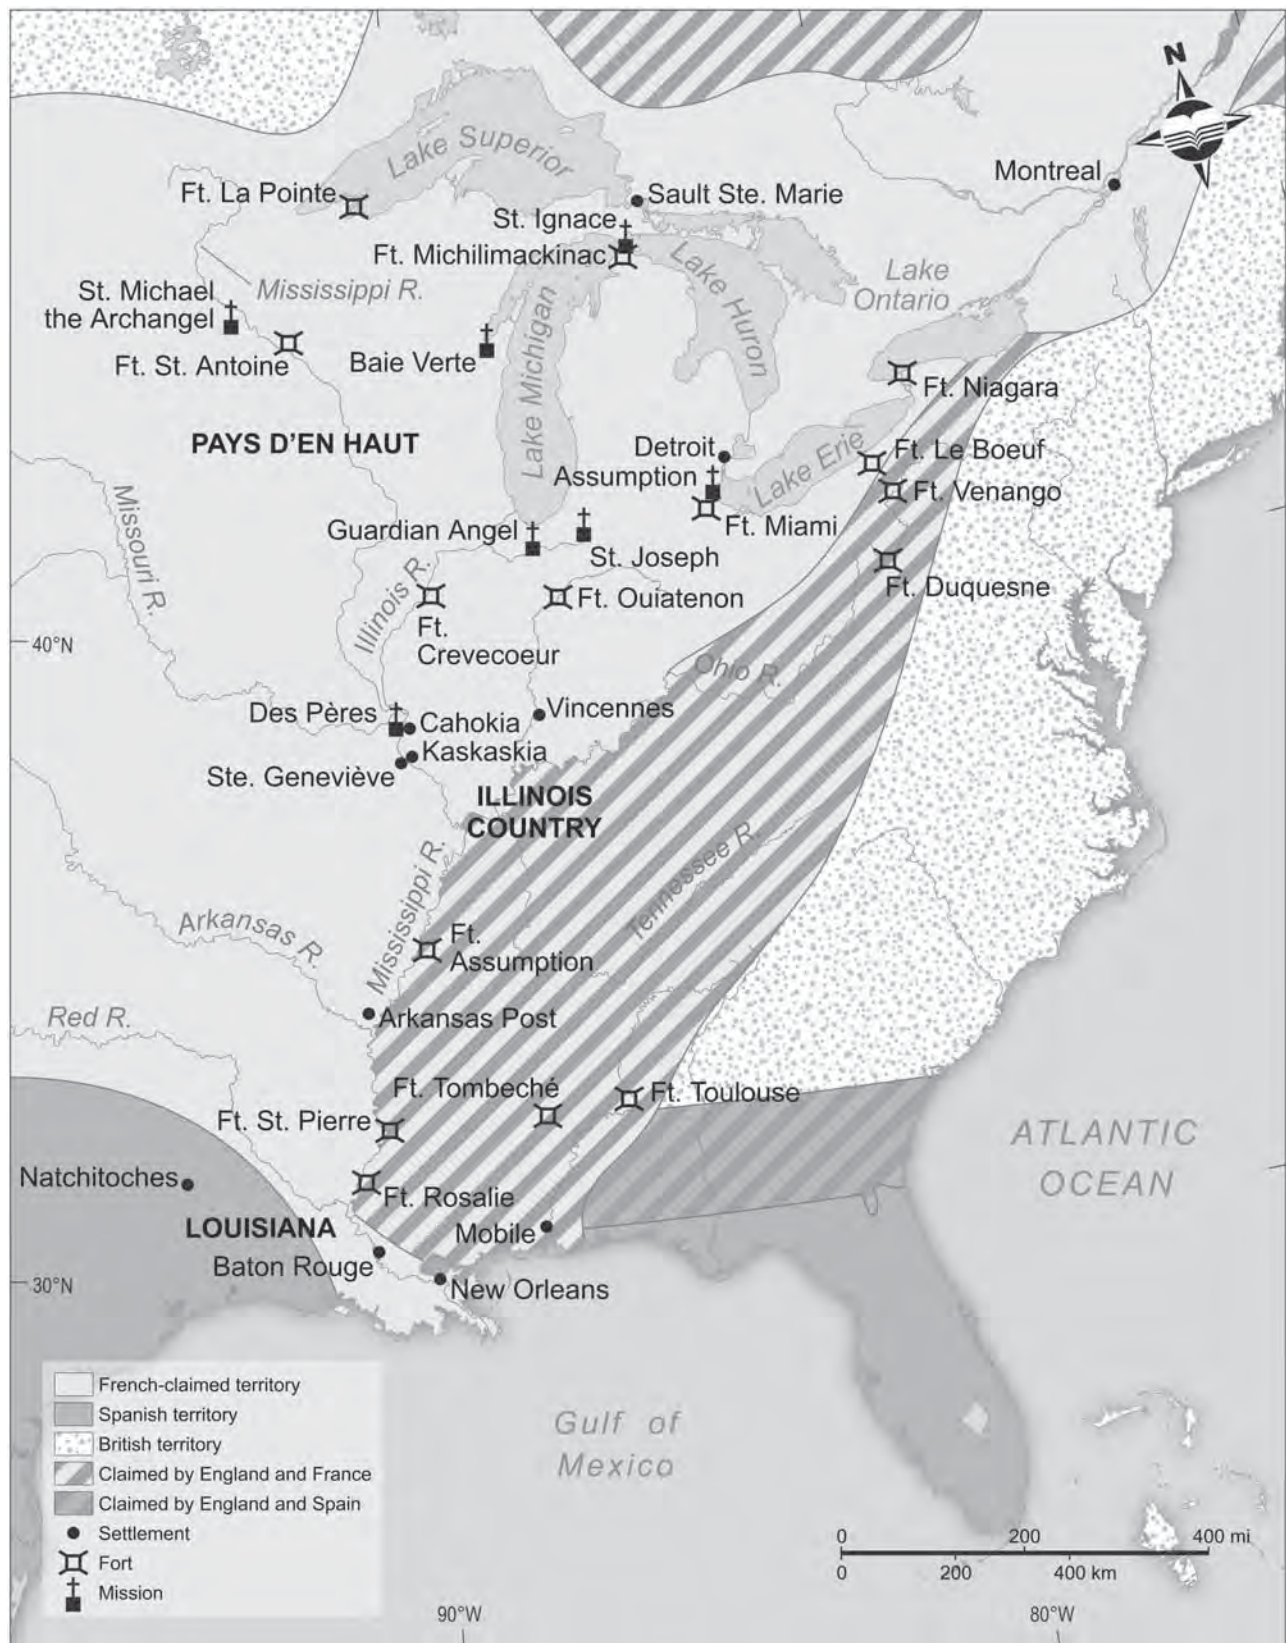 N
Lake Superior
Montreal
Ft. La Pointe
Sault Ste. Marie
St. Ignace
Ft. Michilimackinac
Lake Huron
Lake
Ontario
Mississippi R.
St. Michael
the Archangel
Ft. St. Antoine
Baie Verte
Lake Michigan
Ft. Niagara
PAYS D'EN HAUT
Detroit
Assumption
Lake Erie
Ft. Le Boeuf
Ft. Venango
Ft. Miami
Missouri R.
Guardian Angel
St. Joseph
Ft. Duquesne
Illinois R.
Ft. Ouiatenon
Ft.
Crevecoeur
40°N
Ohio R.
Des Pères
Cahokia
Vincennes
Kaskaskia
Ste. Geneviève
ILLINOIS
COUNTRY
Mississippi R.
Tennessee R.
Arkansas R.
Ft.
Assumption
Red R.
Arkansas Post
Ft. Tombeché
Ft. Toulouse
Ft. St. Pierre
ATLANTIC
OCEAN
Natchitoches
Ft. Rosalie
LOUISIANA
Mobile
Baton Rouge
New Orleans
30°N
French-claimed territory
Spanish territory
British territory
Claimed by England and France
Claimed by England and Spain
Settlement
Fort
Mission
Gulf of
Mexico
0 200 400 mi
0 200 400 km
90°W
80°W